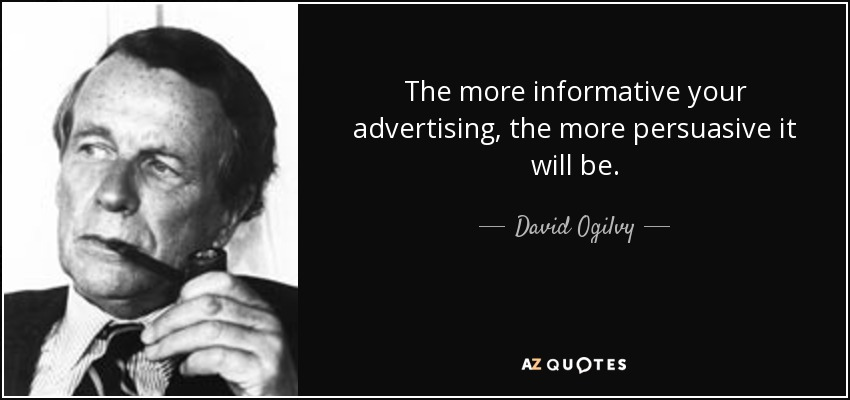 The more informative your
advertising, the more persuasive it
will be.
David Ogilvy
AZ QUOTES